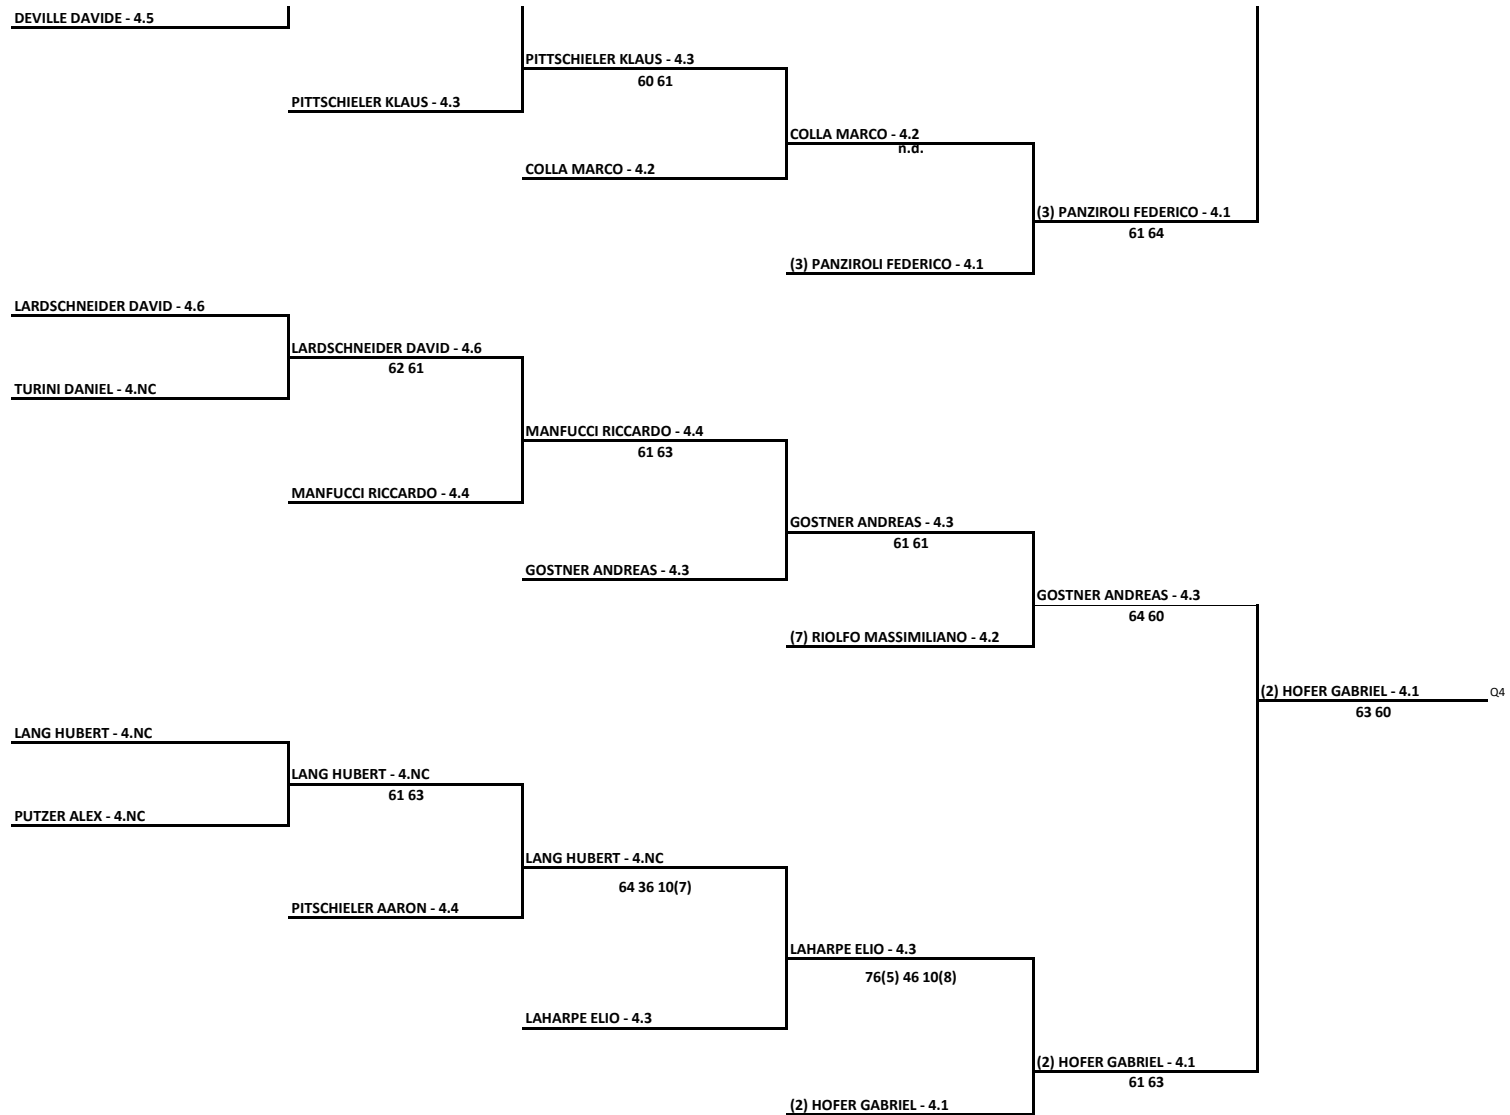 DEVILLE DAVIDE - 4.5
PITTSCHIELER KLAUS - 4.3
60 61
PITTSCHIELER KLAUS - 4.3
COLLA MARCO - 4.2
n.d.
COLLA MARCO - 4.2
(3) PANZIROLI FEDERICO - 4.1
61 64
(3) PANZIROLI FEDERICO - 4.1
LARDSCHNEIDER DAVID - 4.6
LARDSCHNEIDER DAVID - 4.6
62 61
TURINI DANIEL - 4.NC
MANFUCCI RICCARDO - 4.4
61 63
MANFUCCI RICCARDO - 4.4
GOSTNER ANDREAS - 4.3
61 61
GOSTNER ANDREAS - 4.3
GOSTNER ANDREAS - 4.3
64 60
(7) RIOLFO MASSIMILIANO - 4.2
(2) HOFER GABRIEL - 4.1 Q4
63 60
LANG HUBERT - 4.NC
LANG HUBERT - 4.NC
61 63
PUTZER ALEX - 4.NC
LANG HUBERT - 4.NC
64 36 10(7)
PITSCHIELER AARON - 4.4
LAHARPE ELIO - 4.3
76(5) 46 10(8)
LAHARPE ELIO - 4.3
(2) HOFER GABRIEL - 4.1
61 63
(2) HOFER GABRIEL - 4.1